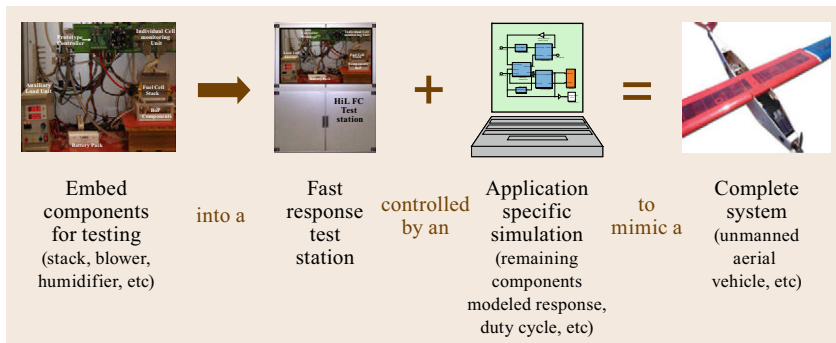 Prototype
Controller
Individual Cell
monitoring
Unit
Auxiliary
Load Unit
Fuel Cell
Stack
BoP
Components
Battery Pack
HiL FC
Test
station
+
=
Embed
components
for testing
(stack, blower,
humidifier, etc)
into a
Fast
response
test
station
controlled
by an
Application
specific
simulation
(remaining
components
modeled response,
duty cycle, etc)
to
mimic a
Complete
system
(unmanned
aerial
vehicle, etc)